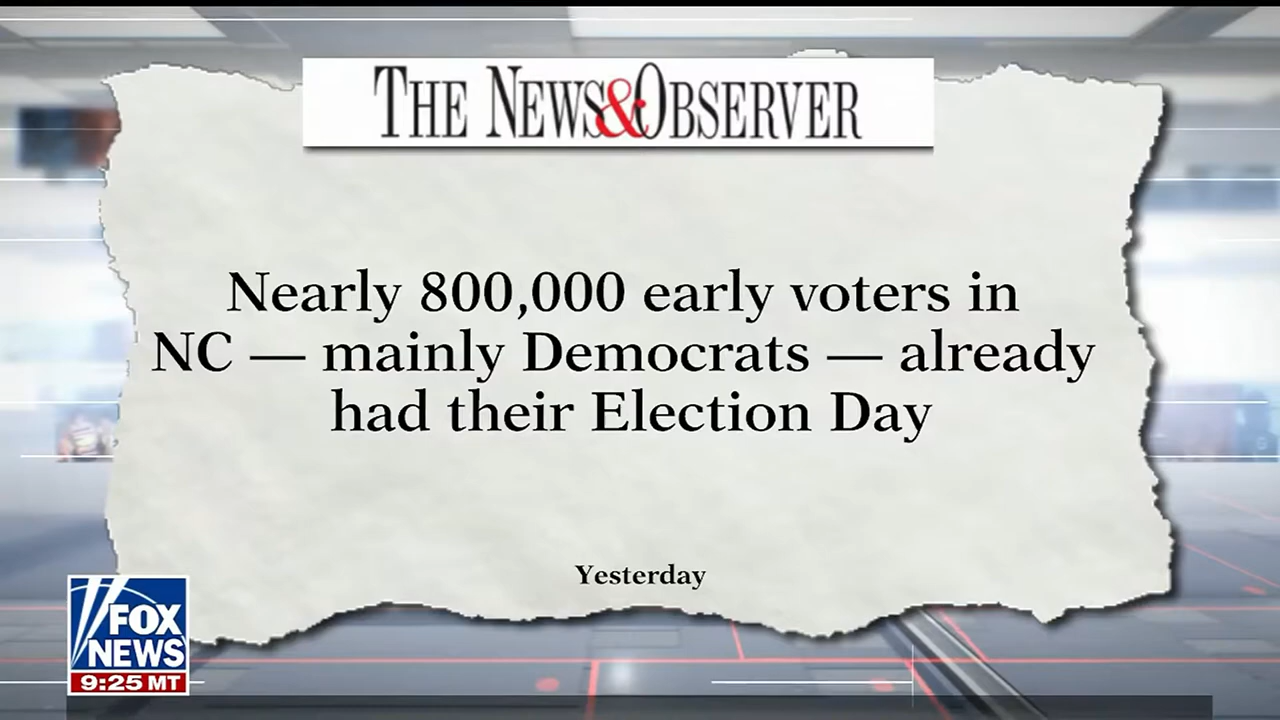 THE NEWS&OBSERVER
Nearly 800,000 early voters in
NC — mainly Democrats — already
had their Election Day
Yesterday
FOX
NEWS
9:25 MT